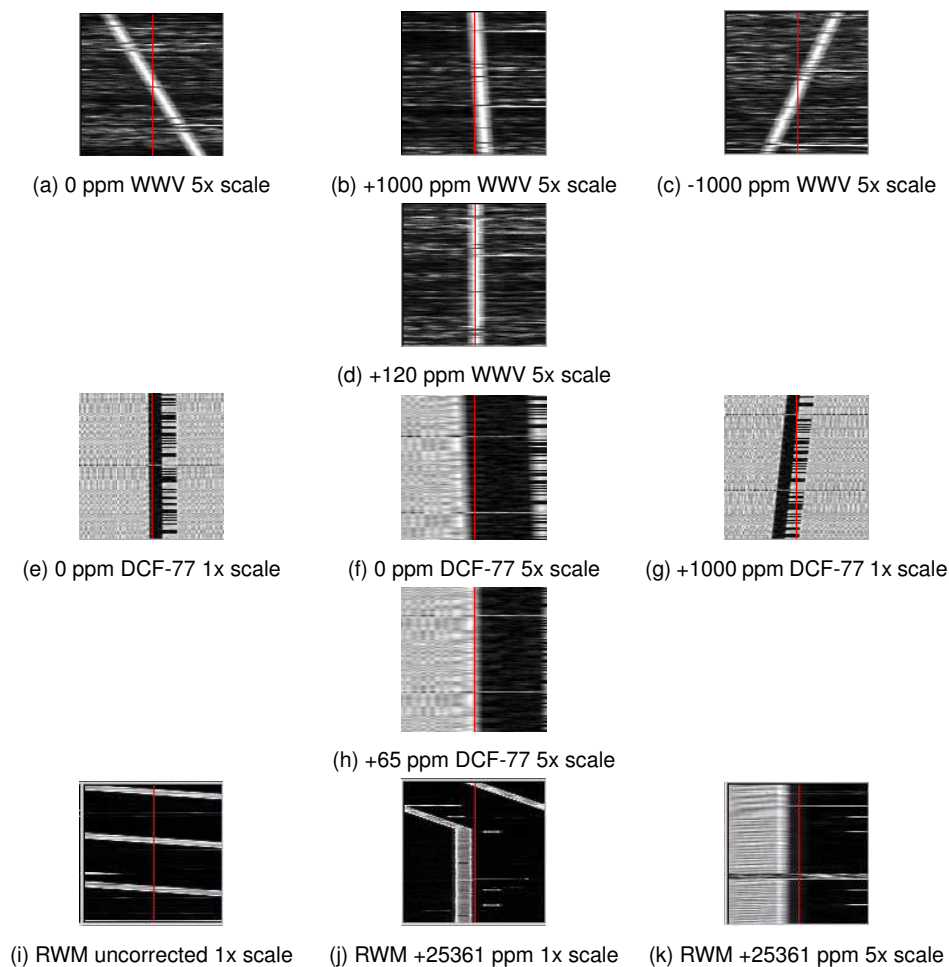 (a) 0 ppm WWV 5x scale
(b) +1000 ppm WWV 5x scale
(c) -1000 ppm WWV 5x scale
(d) +120 ppm WWV 5x scale
(e) 0 ppm DCF-77 1x scale
(f) 0 ppm DCF-77 5x scale
(g) +1000 ppm DCF-77 1x scale
(h) +65 ppm DCF-77 5x scale
(i) RWM uncorrected 1x scale
(j) RWM +25361 ppm 1x scale
(k) RWM +25361 ppm 5x scale